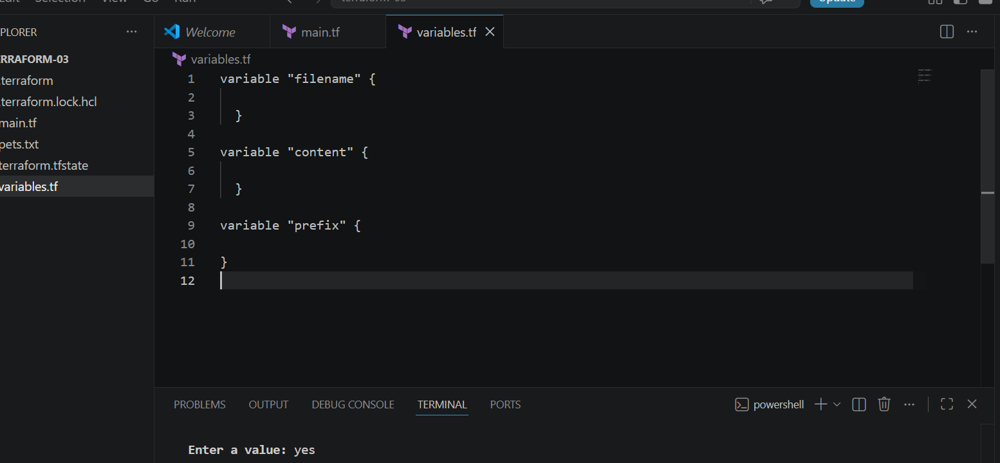 Edit Selection View Go Run terraform-03 Update
PLORER
ERRAFORM-03
.terraform
.terraform.lock.hcl
main.tf
pets.txt
terraform.tfstate
variables.tf
Welcome main.tf variables.tf
variables.tf
1 variable "filename" {
2
3 }
4
5 variable "content" {
6
7 }
8
9 variable "prefix" {
10
11 }
12
PROBLEMS OUTPUT DEBUG CONSOLE TERMINAL PORTS powershell
Enter a value: yes